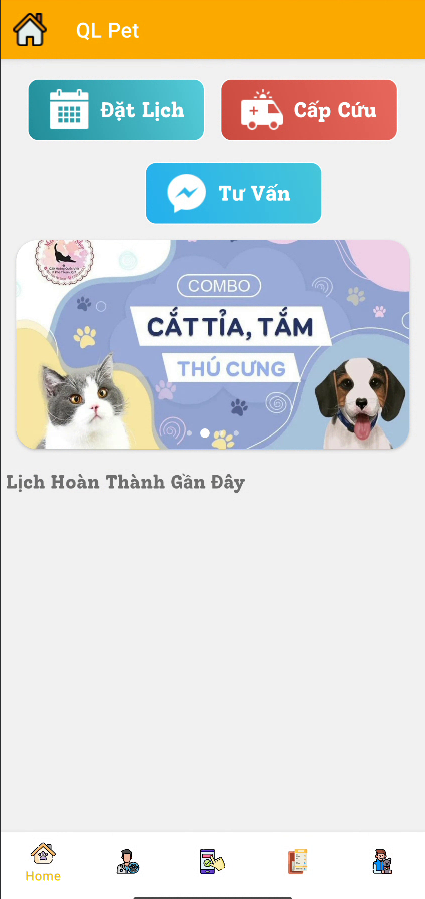 QL Pet
Đặt Lịch
Cấp Cứu
Tư Vấn
COMBO
CẮT TỈA, TẮM
THÚ CƯNG
Lịch Hoàn Thành Gần Đây
Home